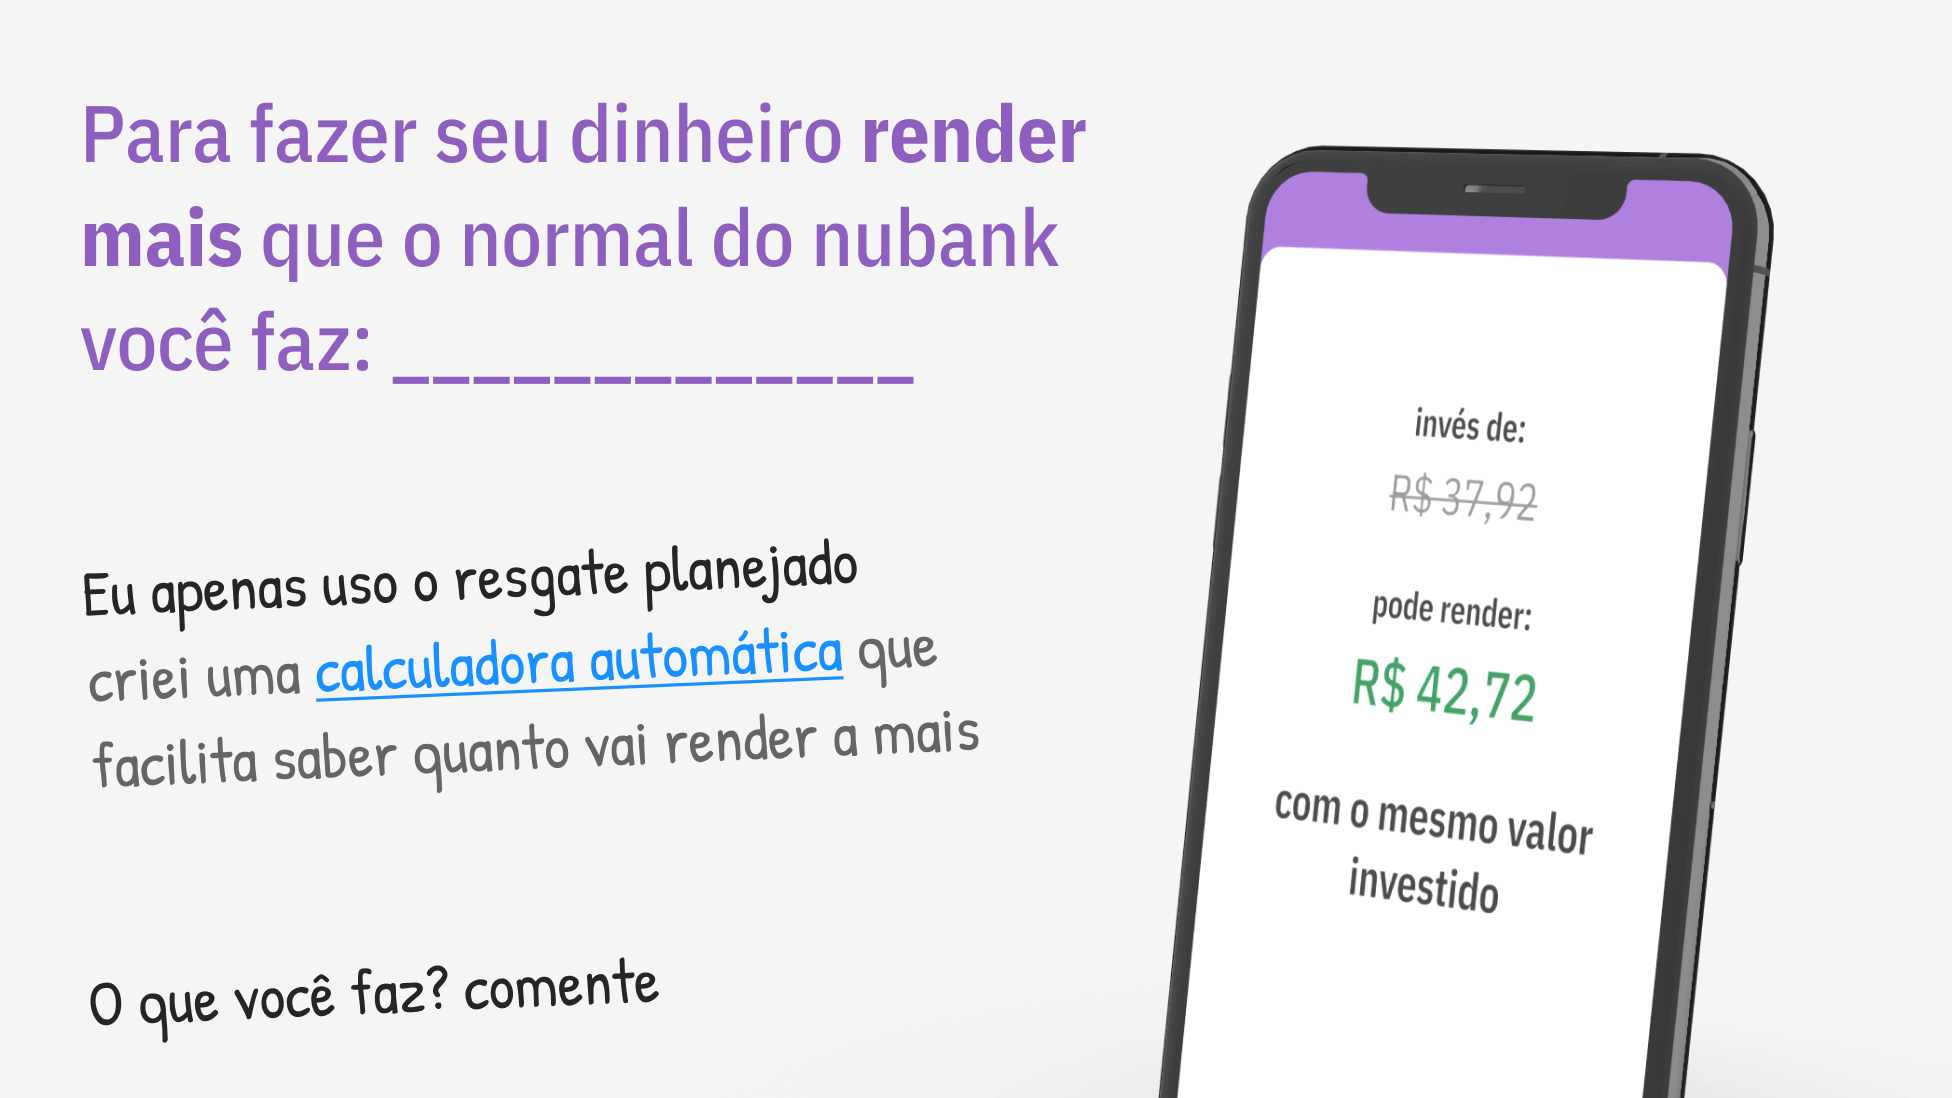 Para fazer seu dinheiro render
mais que o normal do nubank
você faz: _____________
Eu apenas uso o resgate planejado
criei uma calculadora automática que
facilita saber quanto vai render a mais
O que você faz? comente
invés de:
R$ 37,92
pode render:
R$ 42,72
com o mesmo valor
investido